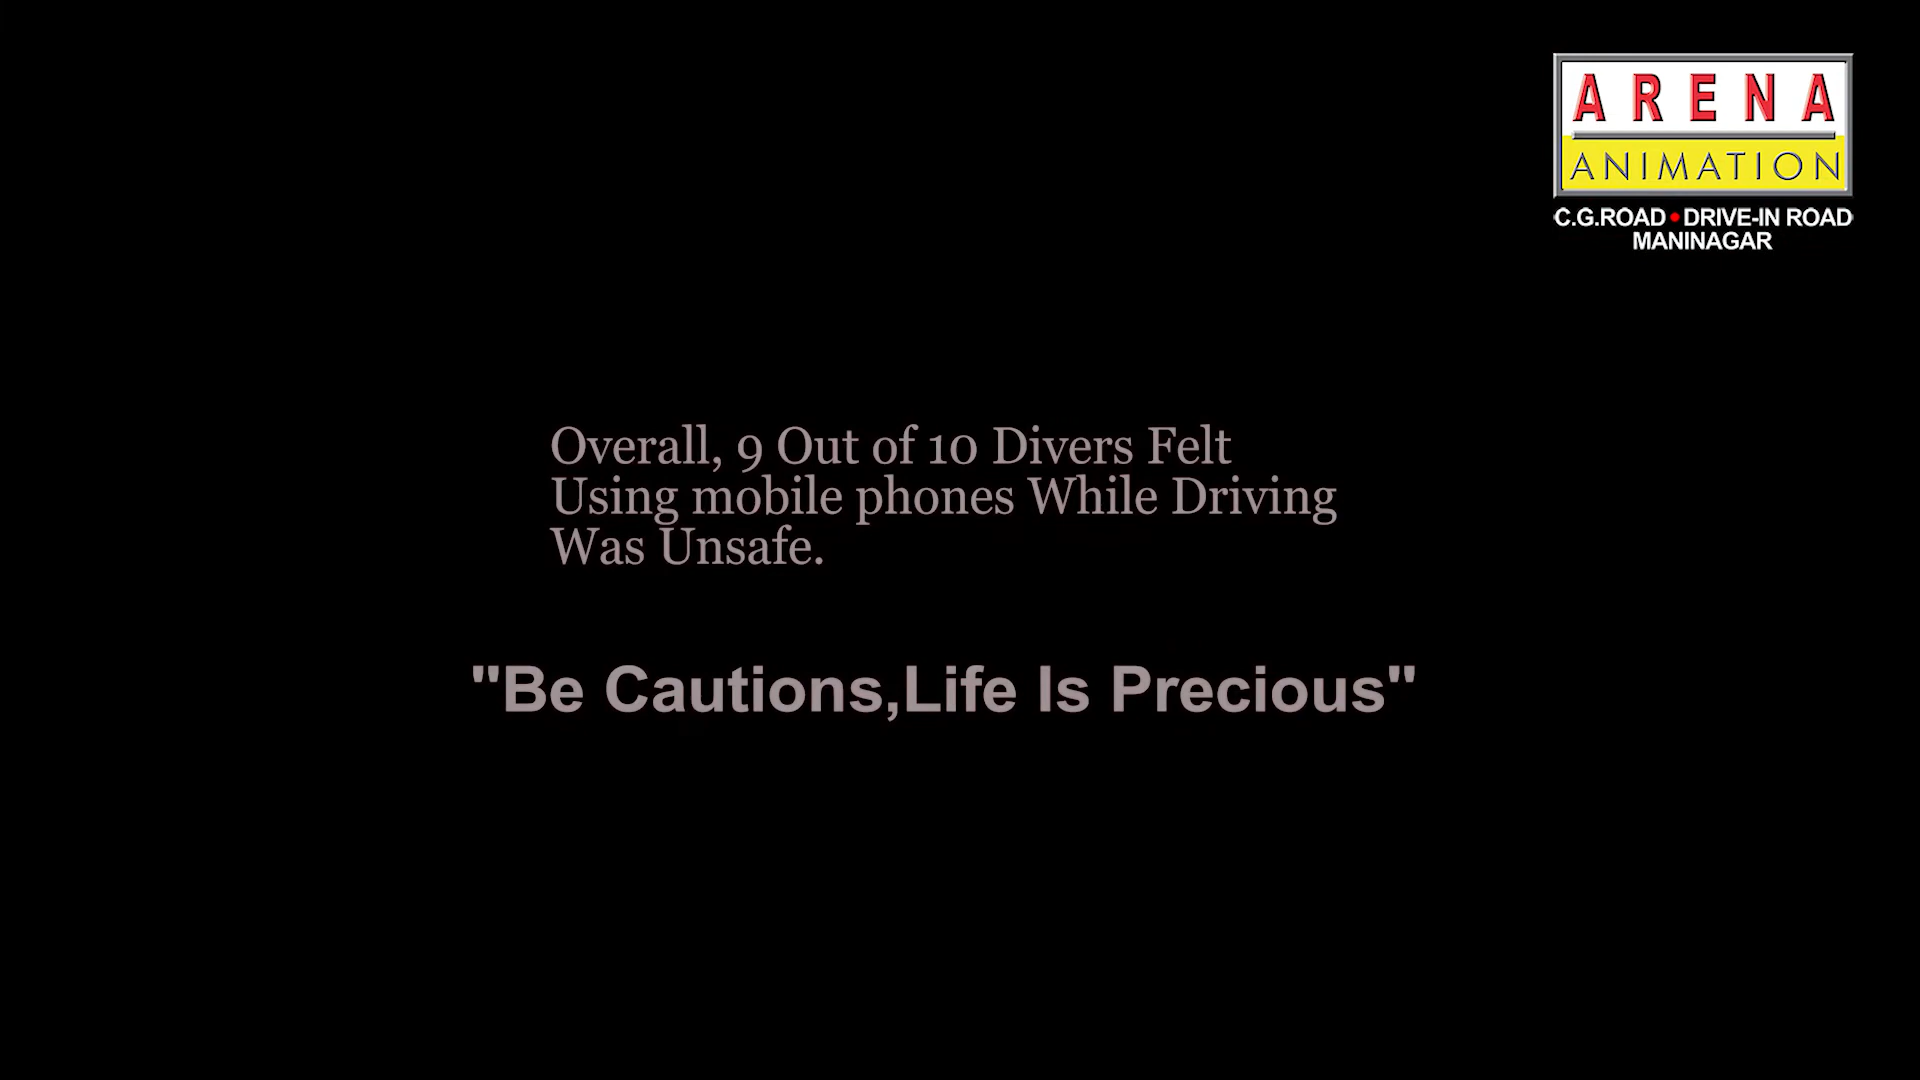 ARENA
ANIMATION
C.G.ROAD • DRIVE-IN ROAD
MANINAGAR
Overall, 9 Out of 10 Divers Felt
Using mobile phones While Driving
Was Unsafe.
"Be Cautions,Life Is Precious"